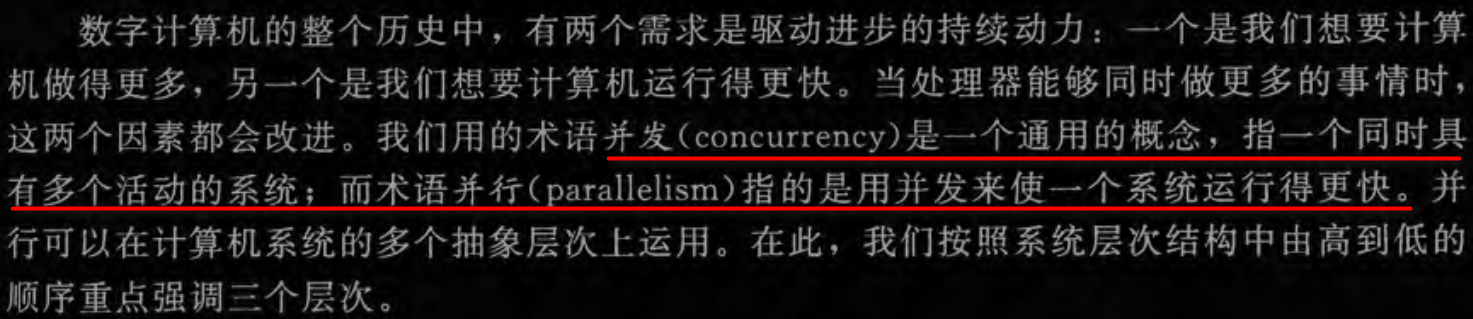 数字计算机的整个历史中，有两个需求是驱动进步的持续动力：一个是我们想要计算
机做得更多，另一个是我们想要计算机运行得更快。当处理器能够同时做更多的事情时，
这两个因素都会改进。我们用的术语并发(concurrency)是一个通用的概念，指一个同时具
有多个活动的系统；而术语并行(parallelism)指的是用并发来使一个系统运行得更快。并
行可以在计算机系统的多个抽象层次上运用。在此，我们按照系统层次结构中由高到低的
顺序重点强调三个层次。